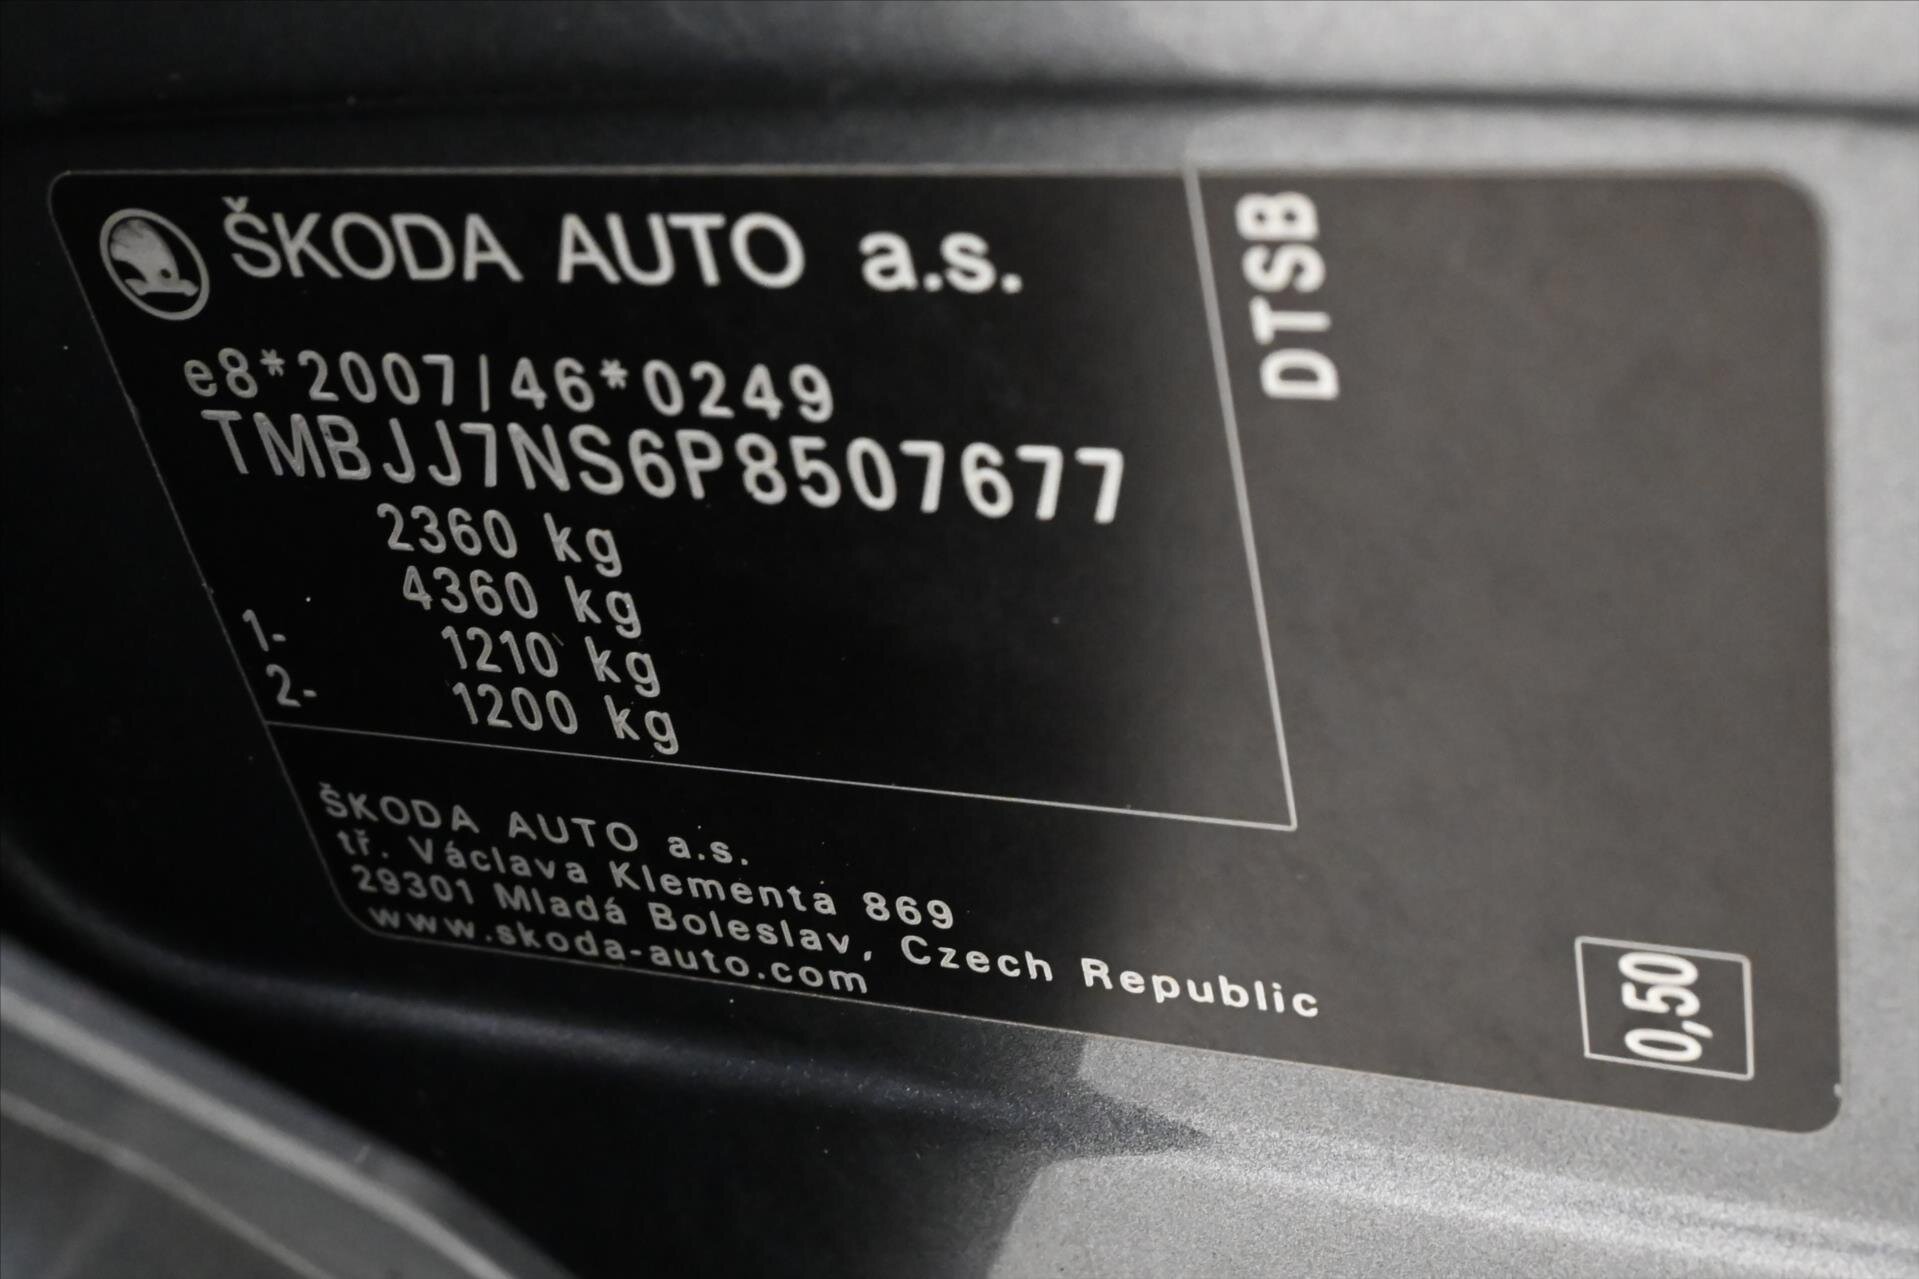 ŠKODA AUTO a.s.
e8*2007/46*0249
TMBJJ7NS6P8507677
2360 kg
4360 kg
1- 1210 kg
2- 1200 kg
DTSB
ŠKODA AUTO a.s.
tř. Václava Klementa 869
29301 Mladá Boleslav, Czech Republic
www.skoda-auto.com
0,50